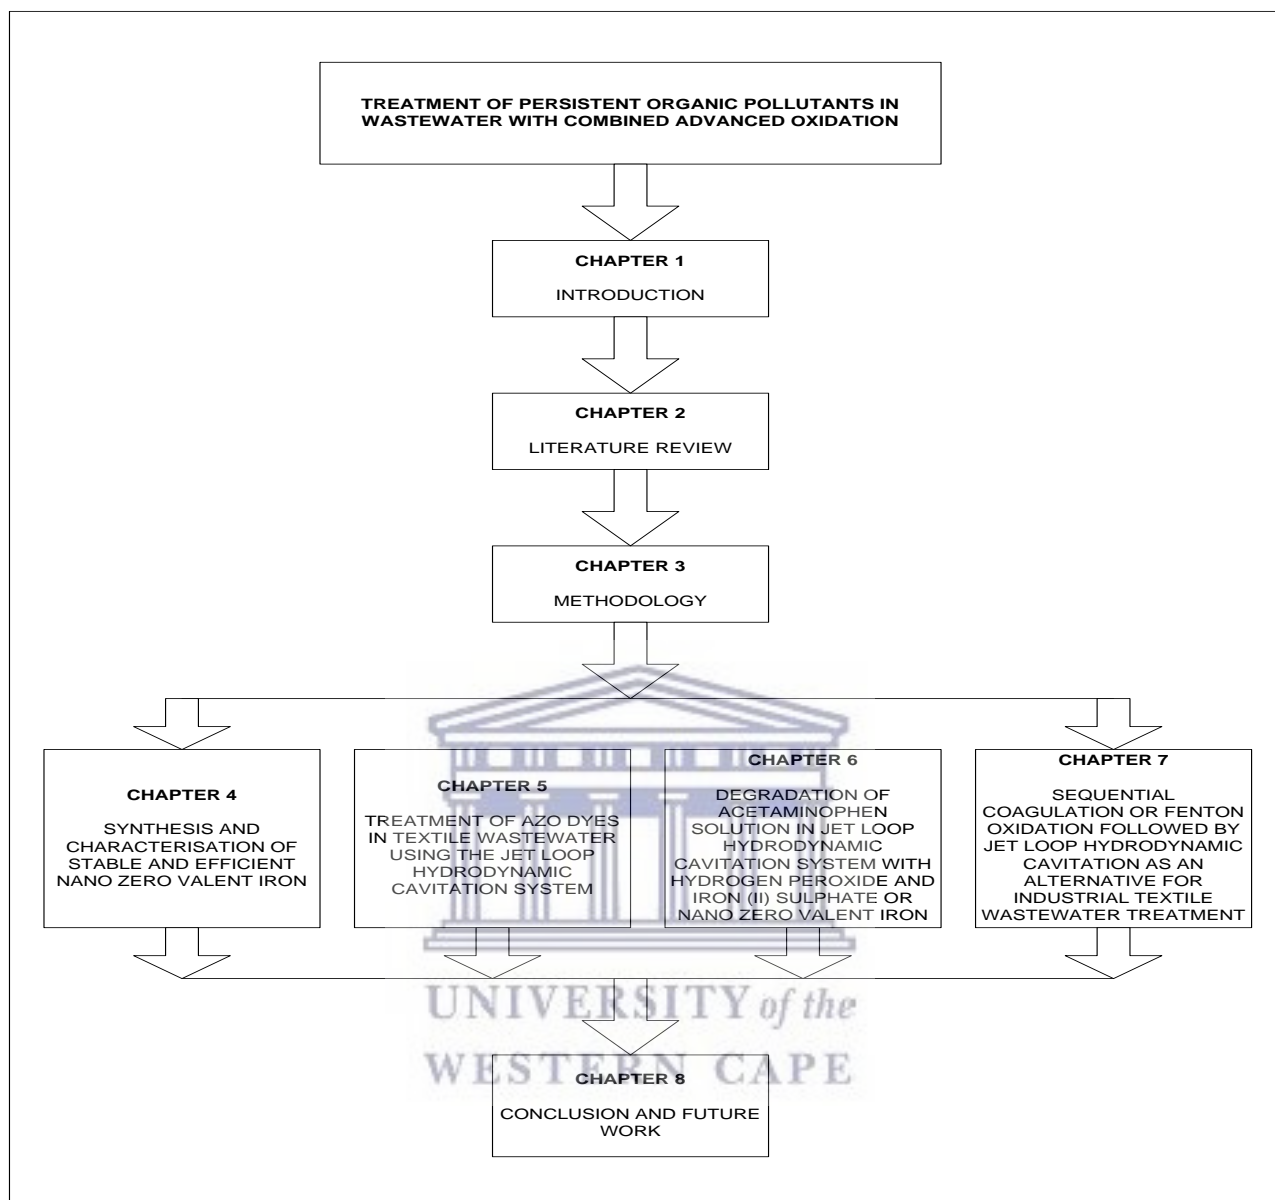 TREATMENT OF PERSISTENT ORGANIC POLLUTANTS IN
WASTEWATER WITH COMBINED ADVANCED OXIDATION
CHAPTER 1
INTRODUCTION
CHAPTER 2
LITERATURE REVIEW
CHAPTER 3
METHODOLOGY
CHAPTER 4
SYNTHESIS AND
CHARACTERISATION OF
STABLE AND EFFICIENT
NANO ZERO VALENT IRON
CHAPTER 5
TREATMENT OF AZO DYES
IN TEXTILE WASTEWATER
USING THE JET LOOP
HYDRODYNAMIC
CAVITATION SYSTEM
CHAPTER 6
DEGRADATION OF
ACETAMINOPHEN
SOLUTION IN JET LOOP
HYDRODYNAMIC
CAVITATION SYSTEM WITH
HYDROGEN PEROXIDE AND
IRON (II) SULPHATE OR
NANO ZERO VALENT IRON
CHAPTER 7
SEQUENTIAL
COAGULATION OR FENTON
OXIDATION FOLLOWED BY
JET LOOP HYDRODYNAMIC
CAVITATION AS AN
ALTERNATIVE FOR
INDUSTRIAL TEXTILE
WASTEWATER TREATMENT
UNIVERSITY of the
WESTERN CAPE
CHAPTER 8
CONCLUSION AND FUTURE
WORK